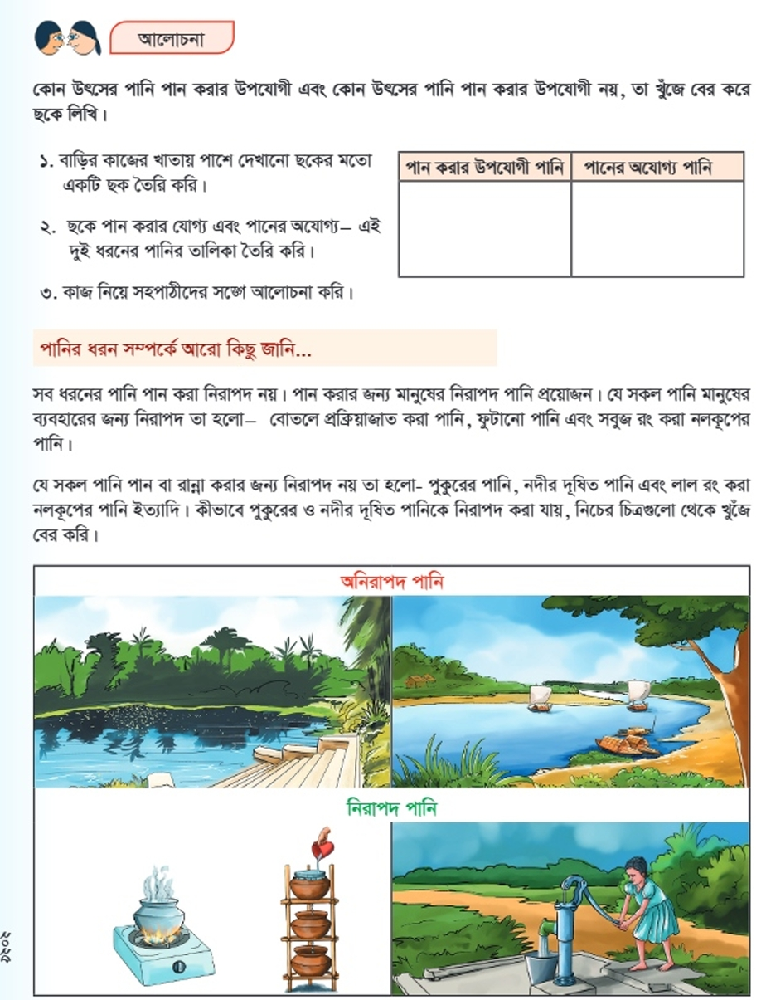 আলোচনা
কোন উৎসের পানি পান করার উপযোগী এবং কোন উৎসের পানি পান করার উপযোগী নয়, তা খুঁজে বের করে
ছকে লিখি।
১. বাড়ির কাজের খাতায় পাশে দেখানো ছকের মতো
একটি ছক তৈরি করি।
২. ছকে পান করার যোগ্য এবং পানের অযোগ্য– এই
দুই ধরনের পানির তালিকা তৈরি করি।
৩. কাজ নিয়ে সহপাঠীদের সঙ্গে আলোচনা করি।
পান করার উপযোগী পানি পানের অযোগ্য পানি
পানির ধরন সম্পর্কে আরো কিছু জানি...
সব ধরনের পানি পান করা নিরাপদ নয়। পান করার জন্য মানুষের নিরাপদ পানি প্রয়োজন। যে সকল পানি মানুষের
ব্যবহারের জন্য নিরাপদ তা হলো– বোতলে প্রক্রিয়াজাত করা পানি, ফুটানো পানি এবং সবুজ রং করা নলকূপের
পানি।
যে সকল পানি পান বা রান্না করার জন্য নিরাপদ নয় তা হলো- পুকুরের পানি, নদীর দূষিত পানি এবং লাল রং করা
নলকূপের পানি ইত্যাদি। কীভাবে পুকুরের ও নদীর দূষিত পানিকে নিরাপদ করা যায়, নিচের চিত্রগুলো থেকে খুঁজে
বের করি।
অনিরাপদ পানি
নিরাপদ পানি
২০২৫